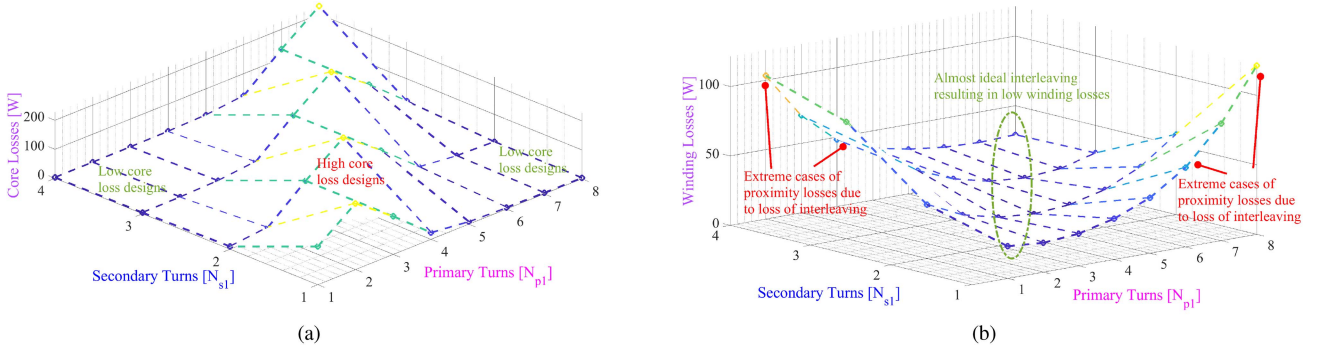 Core Losses [W]
200
100
0
4
3
2
1
Secondary Turns [N_s1]
1
2
3
4
5
6
7
8
Primary Turns [N_p1]
Low core
loss designs
High core
loss designs
Low core
loss designs
(a)
Winding Losses [W]
100
50
0
4
3
2
1
Secondary Turns [N_s1]
1
2
3
4
5
6
7
8
Primary Turns [N_p1]
Almost ideal interleaving
resulting in low winding losses
Extreme cases of
proximity losses due
to loss of interleaving
Extreme cases of
proximity losses due
to loss of interleaving
(b)